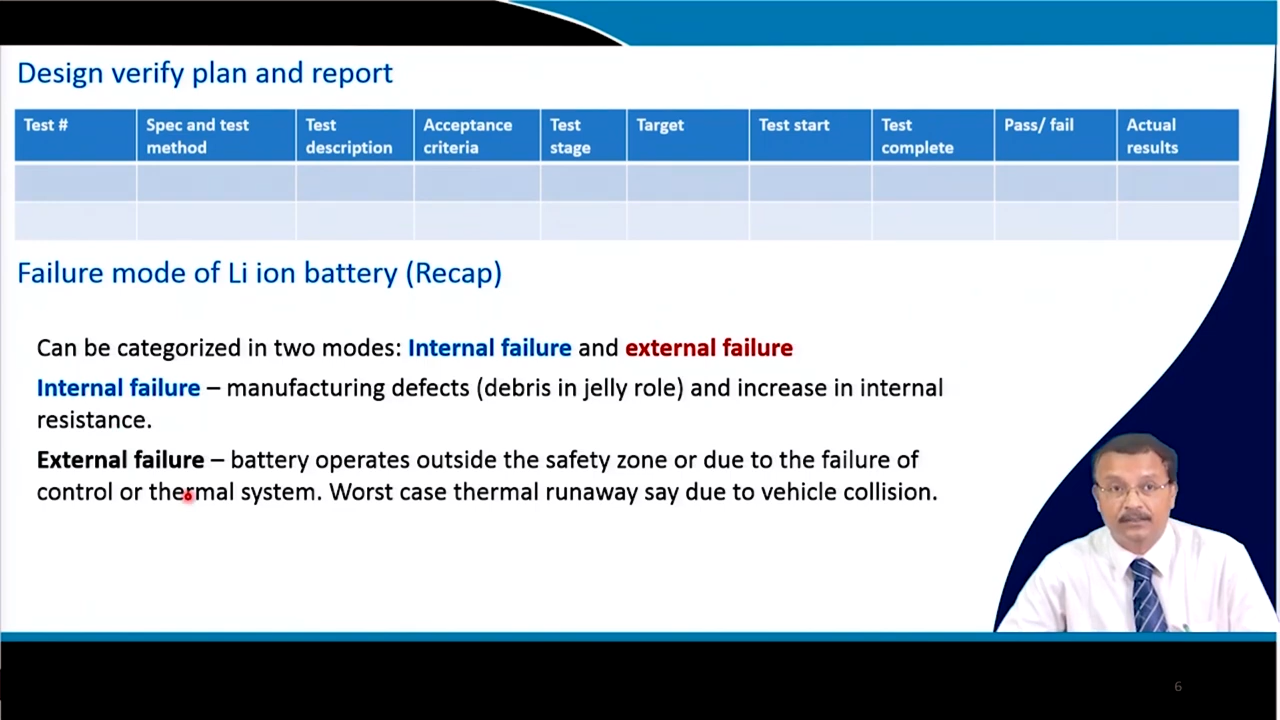 Design verify plan and report
Test # Spec and test method Test description Acceptance criteria Test stage Target Test start Test complete Pass/ fail Actual results
Failure mode of Li ion battery (Recap)
Can be categorized in two modes: Internal failure and external failure
Internal failure – manufacturing defects (debris in jelly role) and increase in internal
resistance.
External failure – battery operates outside the safety zone or due to the failure of
control or thermal system. Worst case thermal runaway say due to vehicle collision.
6